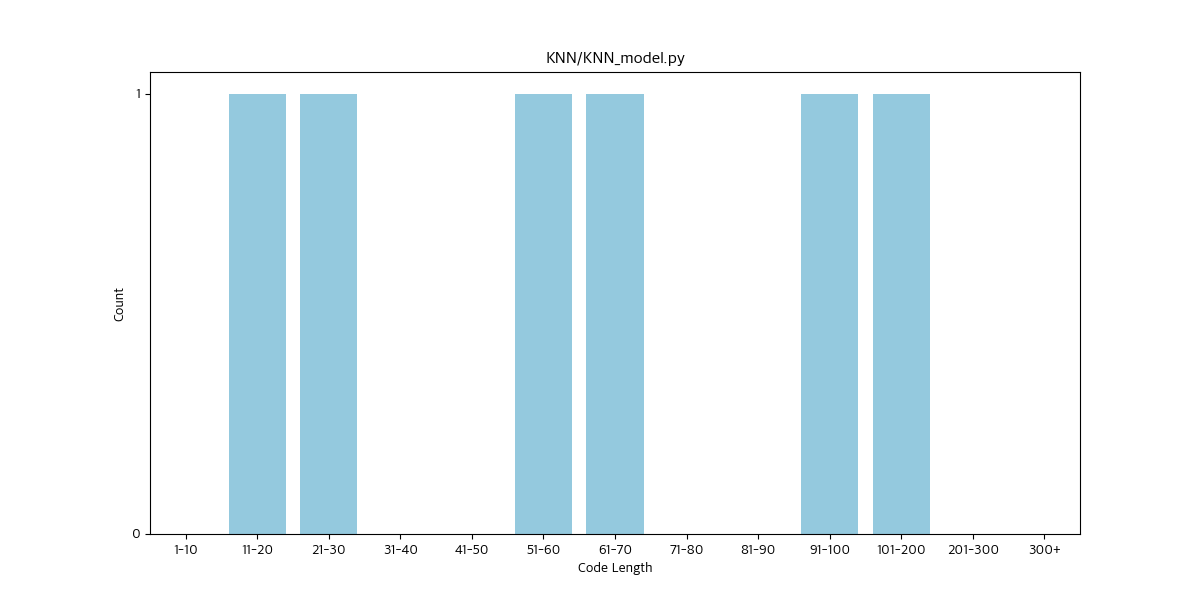 KNN/KNN_model.py
1
Count
0
1-10 11-20 21-30 31-40 41-50 51-60 61-70 71-80 81-90 91-100 101-200 201-300 300+
Code Length